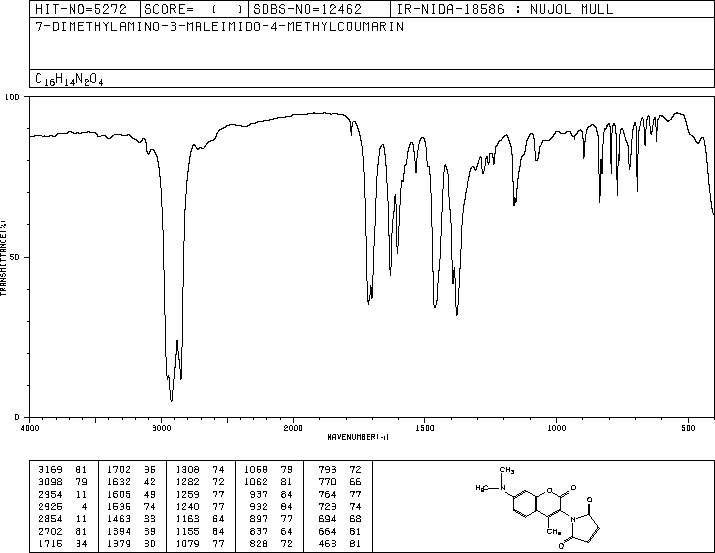 HIT-NO=5272 SCORE= ( ) SDBS-NO=12462 IR-NIDA-18586 : NUJOL MULL
7-DIMETHYLAMINO-3-MALEIMIDO-4-METHYLCOUMARIN
C16H14N2O4
100
50
0
TRANSMITTANCE(%)
4000 3000 2000 1500 1000 500
WAVENUMBER(-1)
3169 81 1702 36 1308 74 1068 79 793 72
3098 79 1632 42 1282 72 1062 81 770 66
2954 11 1605 49 1259 77 937 84 764 77
2925 4 1536 74 1240 77 932 84 723 74
2854 11 1463 33 1163 64 897 77 694 68
2702 81 1394 39 1155 64 837 64 664 81
1716 34 1379 30 1079 77 828 72 463 81
CH3
H3C
N
O
O
CH3
N
O
O